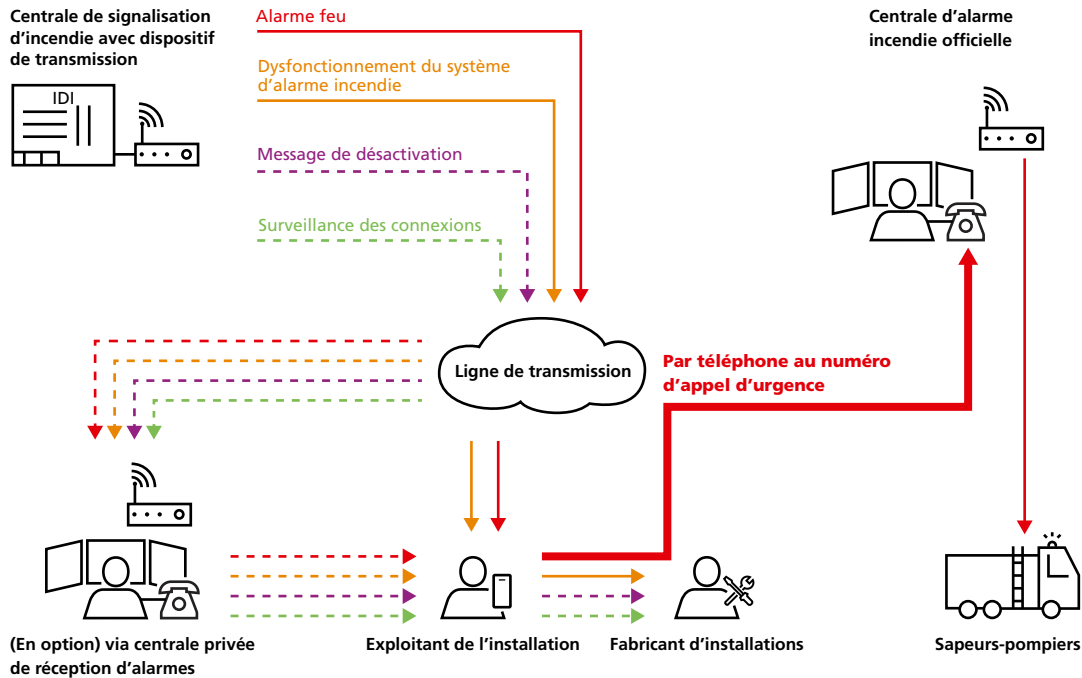 Centrale de signalisation
d’incendie avec dispositif
de transmission
IDI
Alarme feu
Dysfonctionnement du système
d’alarme incendie
Message de désactivation
Surveillance des connexions
Centrale d’alarme
incendie officielle
Ligne de transmission
Par téléphone au numéro
d’appel d’urgence
(En option) via centrale privée
de réception d’alarmes
Exploitant de l’installation
Fabricant d’installations
Sapeurs-pompiers